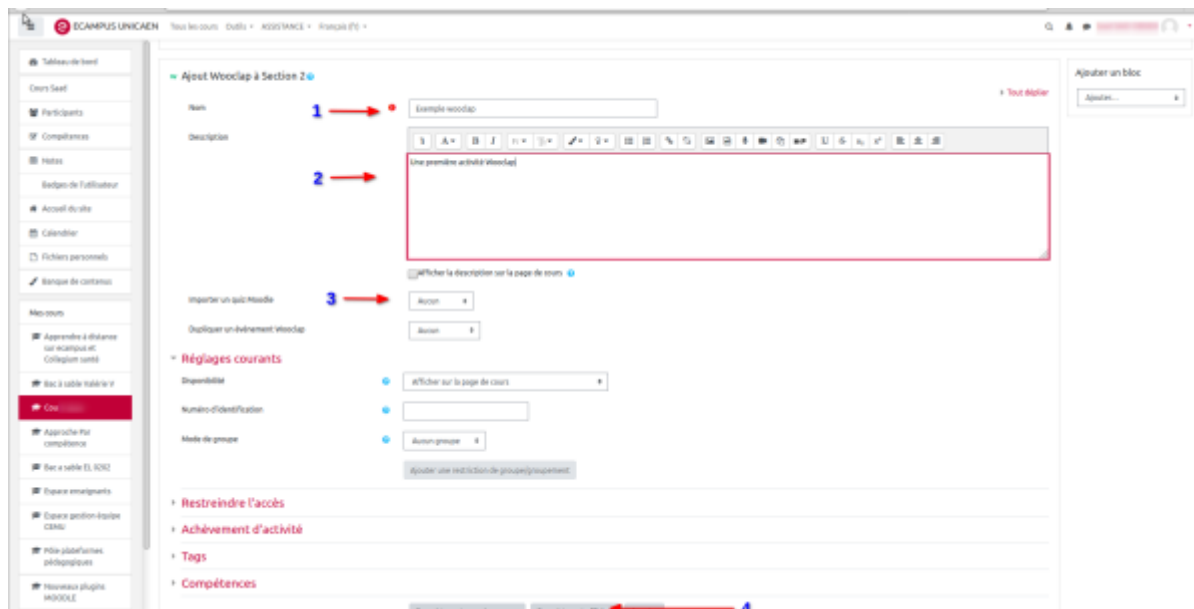 ECAMPUS UNICAEN Tous les cours Outils ASSISTANCE Français (fr)
Tableau de bord
Cours Saad
Participants
Compétences
Notes
Badges de l'utilisateur
Accueil du site
Calendrier
Fichiers personnels
Banque de contenus
Mes cours
Apprendre à distance
sur ecampus et
Collegium santé
Bac à sable Valérie V
Cou
Approche Par
compétence
Bac a sable EL
Espace enseignants
Espace gestion équipe
CEMU
Pôle plateformes
pédagogiques
Nouveaux plugins
MOODLE
Ajout Wooclap à Section 2
Tout déplier
Nom
1
Exemple wooclap
Description
2
Une première activité Wooclap
Afficher la description sur la page de cours
Importer un quiz Moodle
3
Aucun
Dupliquer un événement Wooclap
Aucun
Réglages courants
Disponibilité
Afficher sur la page de cours
Numéro d'identification
Mode de groupe
Aucun groupe
Ajouter une restriction de groupe/groupement
Restreindre l'accès
Achèvement d'activité
Tags
Compétences
4
Ajouter un bloc
Ajouter...